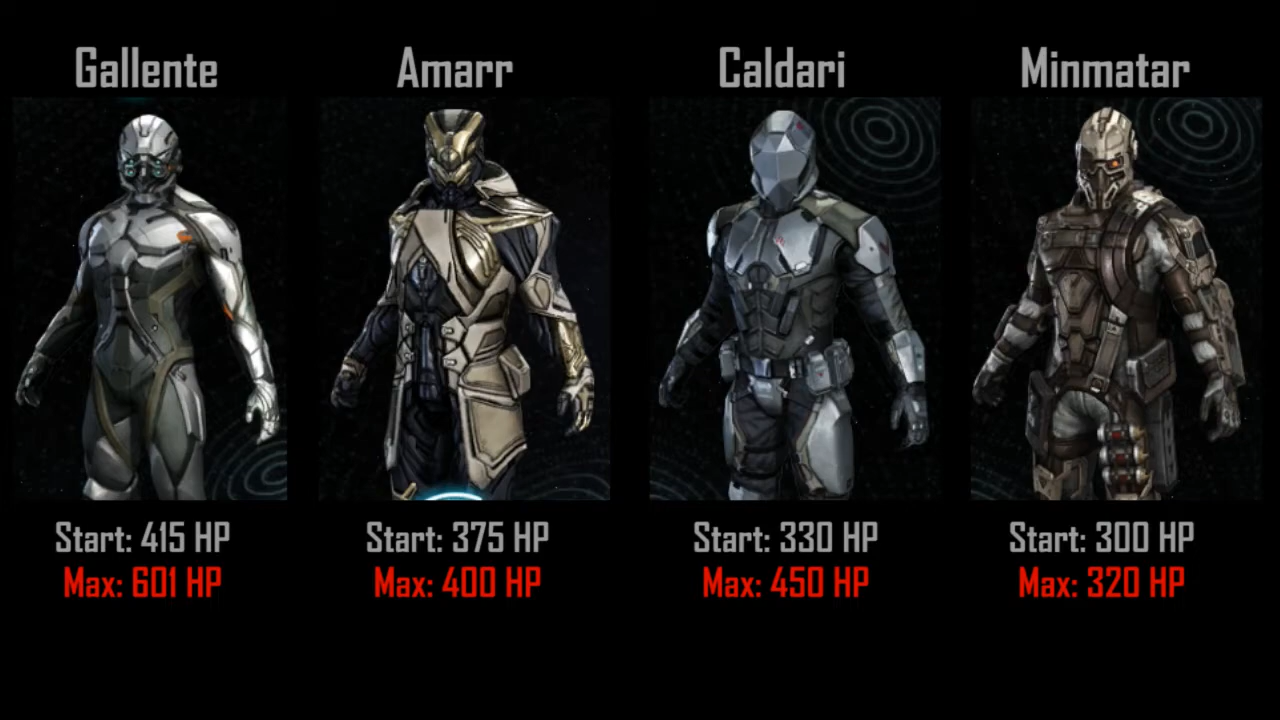 Gallente
Amarr
Caldari
Minmatar
Start: 415 HP
Max: 601 HP
Start: 375 HP
Max: 400 HP
Start: 330 HP
Max: 450 HP
Start: 300 HP
Max: 320 HP